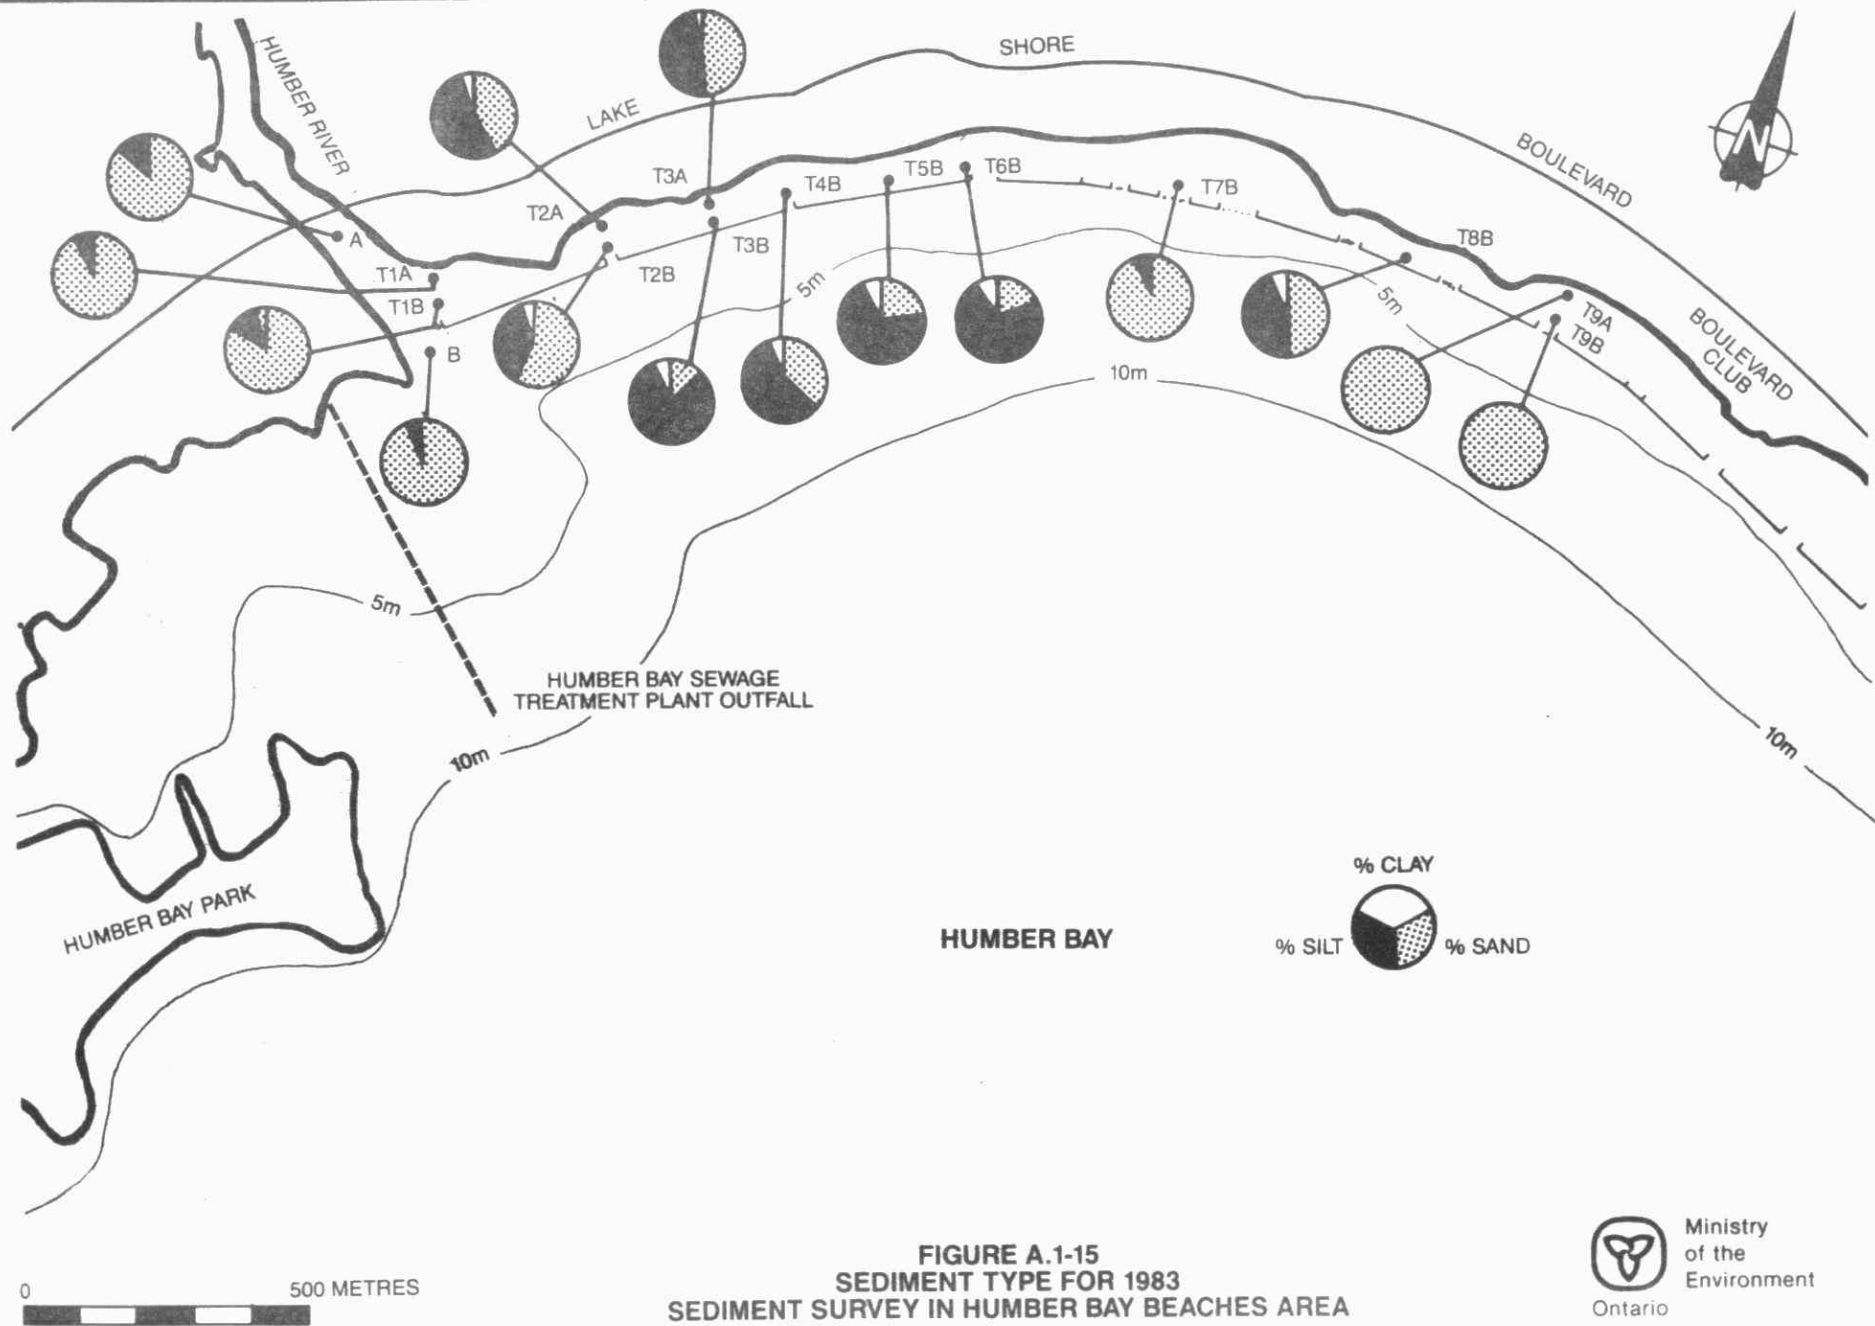 SHORE
HUMBER RIVER
LAKE
BOULEVARD
N
T3A
T4B
T5B
T6B
T7B
T2A
A
T3B
T8B
T1A
T2B
5m
5m
T1B
T9A
B
T9B
10m
BOULEVARD
CLUB
5m
HUMBER BAY SEWAGE
TREATMENT PLANT OUTFALL
10m
10m
% CLAY
HUMBER BAY PARK
HUMBER BAY
% SILT
% SAND
FIGURE A.1-15
SEDIMENT TYPE FOR 1983
SEDIMENT SURVEY IN HUMBER BAY BEACHES AREA
0
500 METRES
Ministry
of the
Environment
Ontario